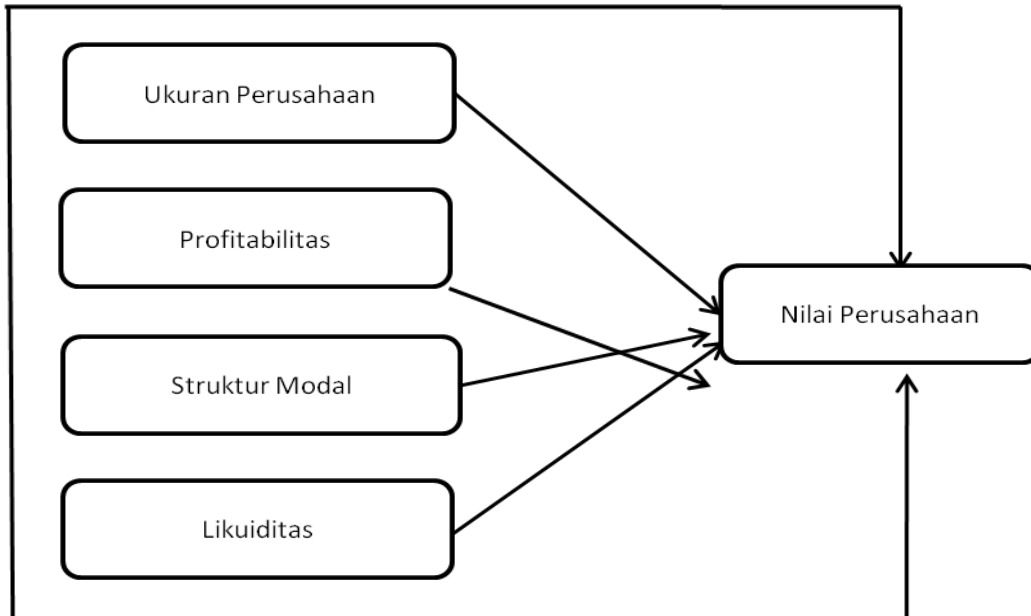 Ukuran Perusahaan
Profitabilitas
Struktur Modal
Likuiditas
Nilai Perusahaan